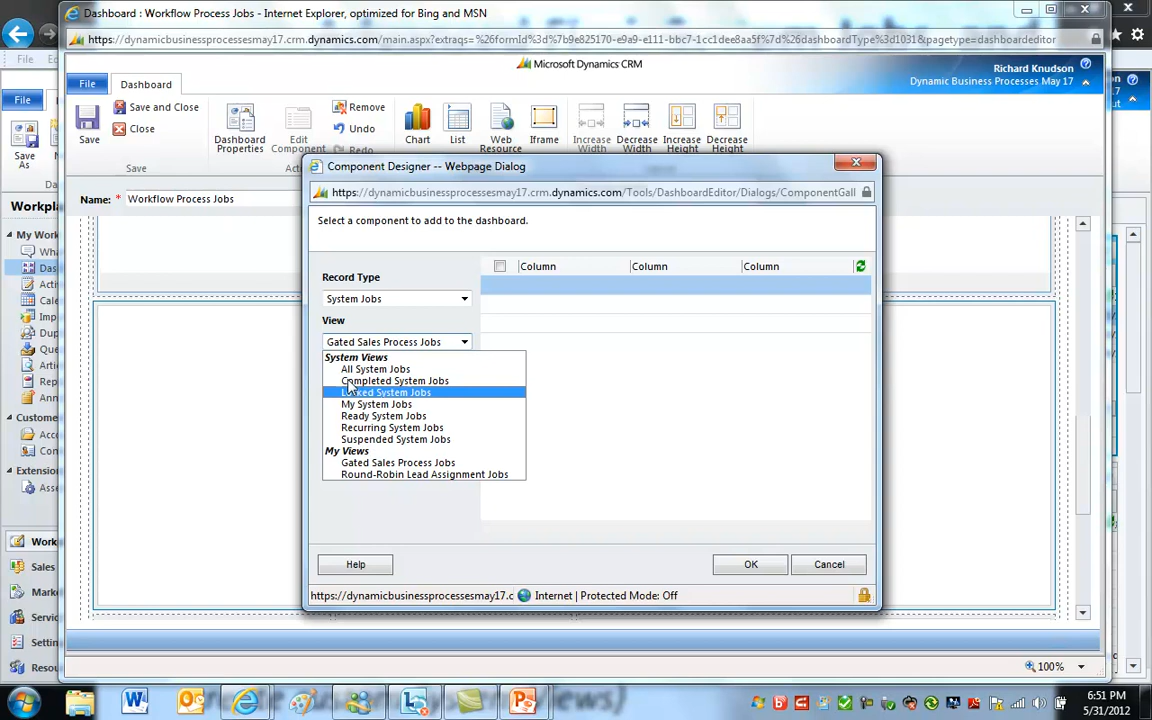 Dashboard : Workflow Process Jobs - Internet Explorer, optimized for Bing and MSN
https://dynamicbusinessprocessesmay17.crm.dynamics.com/main.aspx?extraqs=%26formId%3d%7b9e825170-e9a9-e111-bbc7-1cc1dee8aa5f%7d%26dashboardType%3d1031&pagetype=dashboardeditor
Microsoft Dynamics CRM
Richard Knudson
Dynamic Business Processes May 17
File
Dashboard
File
Save As
Save
Save and Close
Close
Save
Dashboard Properties
Edit Component
Remove
Undo
Redo
Chart
List
Web Resource
Iframe
Increase Width
Decrease Width
Increase Height
Decrease Height
Name: *
Workflow Process Jobs
Component Designer -- Webpage Dialog
https://dynamicbusinessprocessesmay17.crm.dynamics.com/Tools/DashboardEditor/Dialogs/ComponentGall
Select a component to add to the dashboard.
Record Type
System Jobs
View
Gated Sales Process Jobs
System Views
All System Jobs
Completed System Jobs
Locked System Jobs
My System Jobs
Ready System Jobs
Recurring System Jobs
Suspended System Jobs
My Views
Gated Sales Process Jobs
Round-Robin Lead Assignment Jobs
Column
Column
Column
Help
OK
Cancel
https://dynamicbusinessprocessesmay17.c
Internet | Protected Mode: Off
My Work
Extension
100%
6:51 PM
5/31/2012